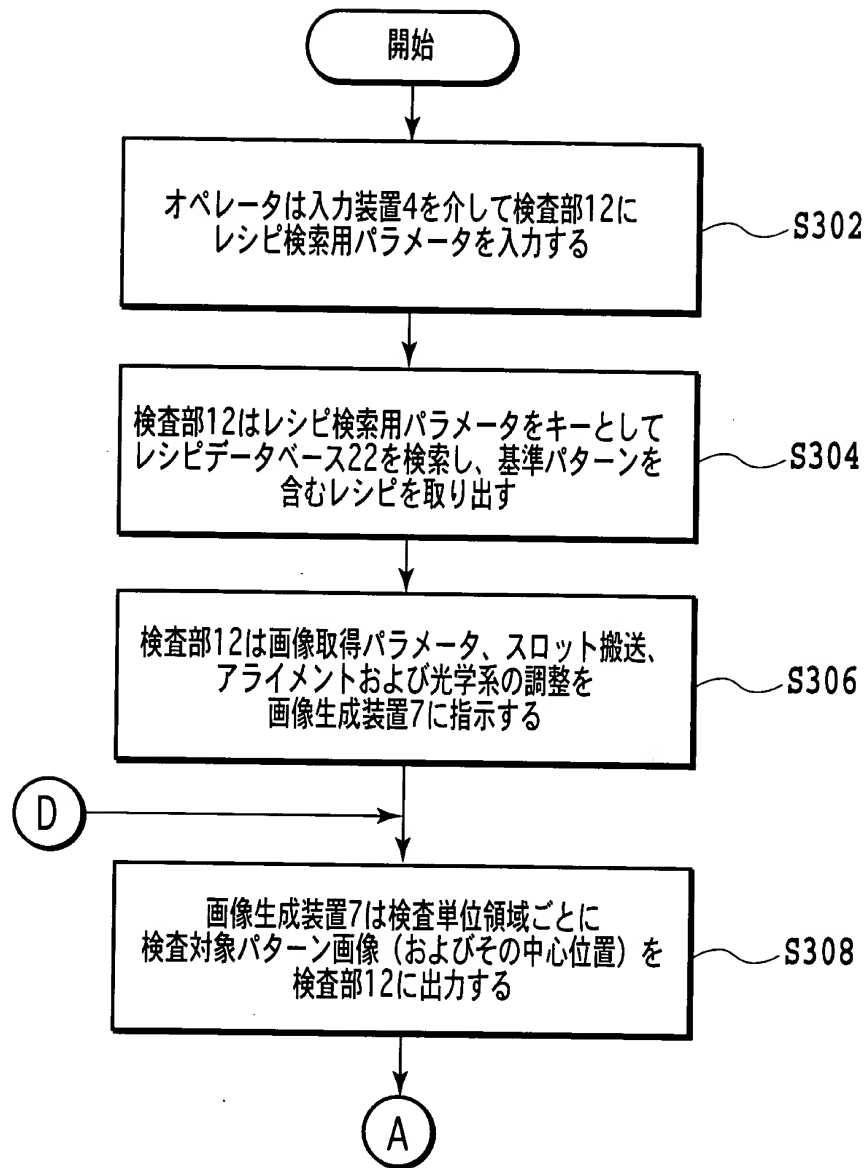 開始
オペレータは入力装置4を介して検査部12に
レシピ検索用パラメータを入力する
S302
検査部12はレシピ検索用パラメータをキーとして
レシピデータベース22を検索し、基準パターンを
含むレシピを取り出す
S304
検査部12は画像取得パラメータ、スロット搬送、
アライメントおよび光学系の調整を
画像生成装置7に指示する
S306
D
画像生成装置7は検査単位領域ごとに
検査対象パターン画像（およびその中心位置）を
検査部12に出力する
S308
A